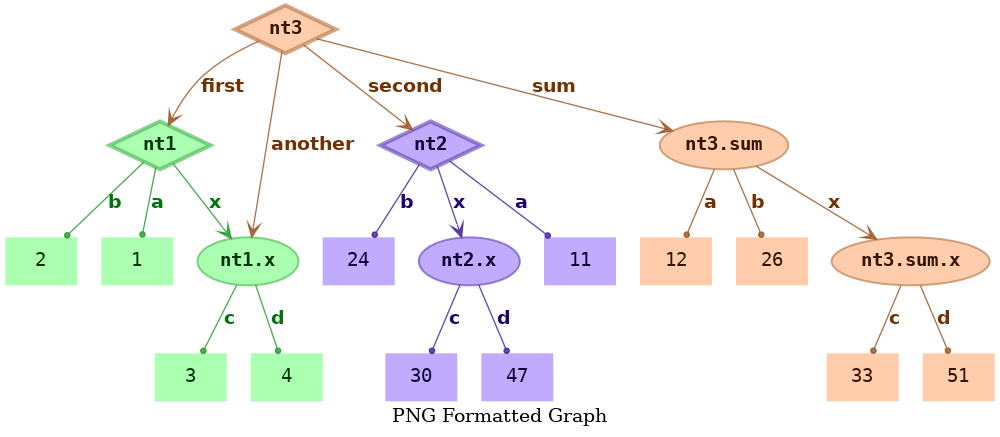 nt3
first
second
sum
another
nt1
nt2
nt3.sum
b
a
x
b
x
a
a
b
x
2
1
nt1.x
24
nt2.x
11
12
26
nt3.sum.x
c
d
c
d
c
d
3
4
30
47
33
51
PNG Formatted Graph